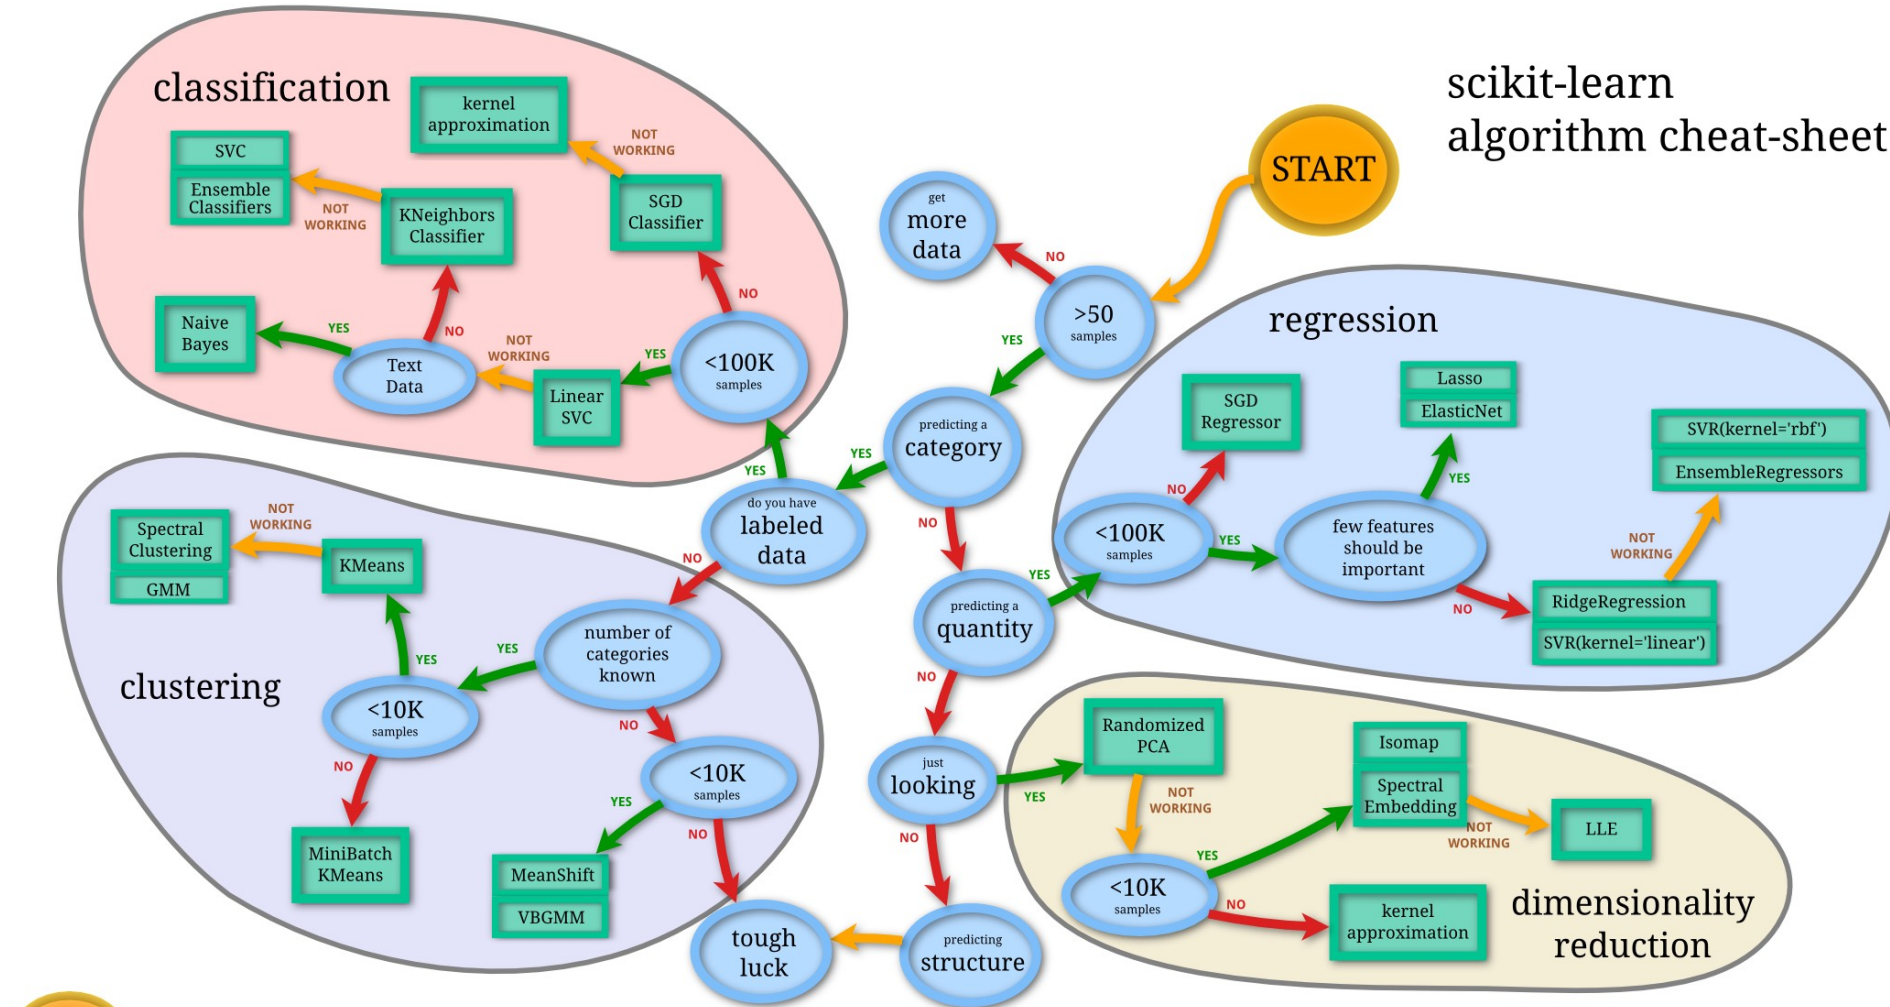 scikit-learn
algorithm cheat-sheet
START
classification
kernel
approximation
NOT
WORKING
SVC
Ensemble
Classifiers
NOT
WORKING
KNeighbors
Classifier
SGD
Classifier
NO
Naive
Bayes
YES
NO
Text
Data
NOT
WORKING
Linear
SVC
YES
<100K
samples
YES
get
more
data
NO
>50
samples
YES
predicting a
category
YES
NO
do you have
labeled
data
NO
predicting a
quantity
YES
NO
just
looking
YES
NO
predicting
structure
tough
luck
regression
SGD
Regressor
NO
<100K
samples
YES
few features
should be
important
YES
NO
Lasso
ElasticNet
SVR(kernel='rbf')
EnsembleRegressors
NOT
WORKING
RidgeRegression
SVR(kernel='linear')
clustering
Spectral
Clustering
GMM
NOT
WORKING
KMeans
YES
<10K
samples
NO
MiniBatch
KMeans
number of
categories
known
YES
NO
<10K
samples
YES
NO
MeanShift
VBGMM
Randomized
PCA
NOT
WORKING
<10K
samples
YES
NO
Isomap
Spectral
Embedding
NOT
WORKING
LLE
kernel
approximation
dimensionality
reduction